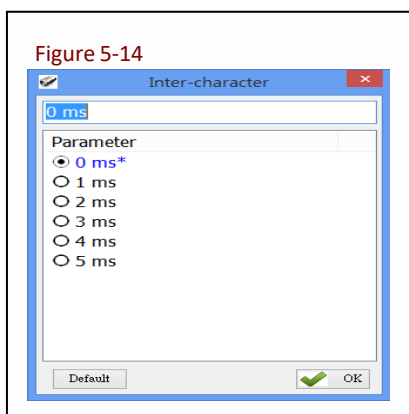 Figure 5-14
Inter-character
0 ms
Parameter
0 ms*
1 ms
2 ms
3 ms
4 ms
5 ms
Default OK